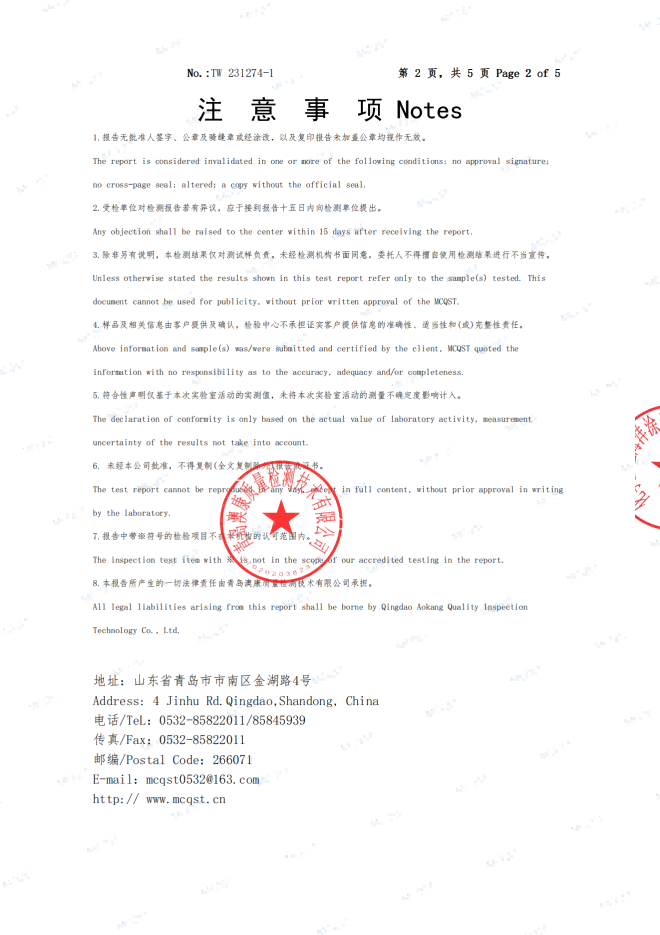 No.:TW 231274-1 第 2 页, 共 5 页 Page 2 of 5
注 意 事 项 Notes
1.报告无批准人签字、公章及骑缝章或经涂改, 以及复印报告未加盖公章均视作无效。
The report is considered invalidated in one or more of the following conditions: no approval signature;
no cross-page seal; altered; a copy without the official seal.
2.受检单位对检测报告若有异议, 应于接到报告十五日内向检测单位提出。
Any objection shall be raised to the center within 15 days after receiving the report.
3.除非另有说明, 本检测结果仅对测试样负责。未经检测机构书面同意, 委托人不得擅自使用检测结果进行不当宣传。
Unless otherwise stated the results shown in this test report refer only to the sample(s) tested. This
document cannot be used for publicity, without prior written approval of the MCQST.
4.样品及相关信息由客户提供及确认, 检验中心不承担证实客户提供信息的准确性、适当性和(或)完整性责任。
Above information and sample(s) was/were submitted and certified by the client, MCQST quoted the
information with no responsibility as to the accuracy, adequacy and/or completeness.
5.符合性声明仅基于本次实验室活动的实测值, 未将本次实验室活动的测量不确定度影响计入。
The declaration of conformity is only based on the actual value of laboratory activity, measurement
uncertainty of the results not take into account.
6. 未经本公司批准, 不得复制(全文复制除外)报告或证书。
The test report cannot be reproduced in any way, except in full content, without prior approval in writing
by the laboratory.
7.报告中带※符号的检验项目不在本机构的认可范围内。
The inspection test item with ※ is not in the scope of our accredited testing in the report.
8.本报告所产生的一切法律责任由青岛澳康质量检测技术有限公司承担。
All legal liabilities arising from this report shall be borne by Qingdao Aokang Quality Inspection
Technology Co., Ltd.
青岛澳康质量检测技术有限公司
地址: 山东省青岛市市南区金湖路4号
Address: 4 Jinhu Rd.Qingdao,Shandong, China
电话/TeL: 0532-85822011/85845939
传真/Fax: 0532-85822011
邮编/Postal Code: 266071
E-mail: mcqst0532@163.com
http:// www.mcqst.cn